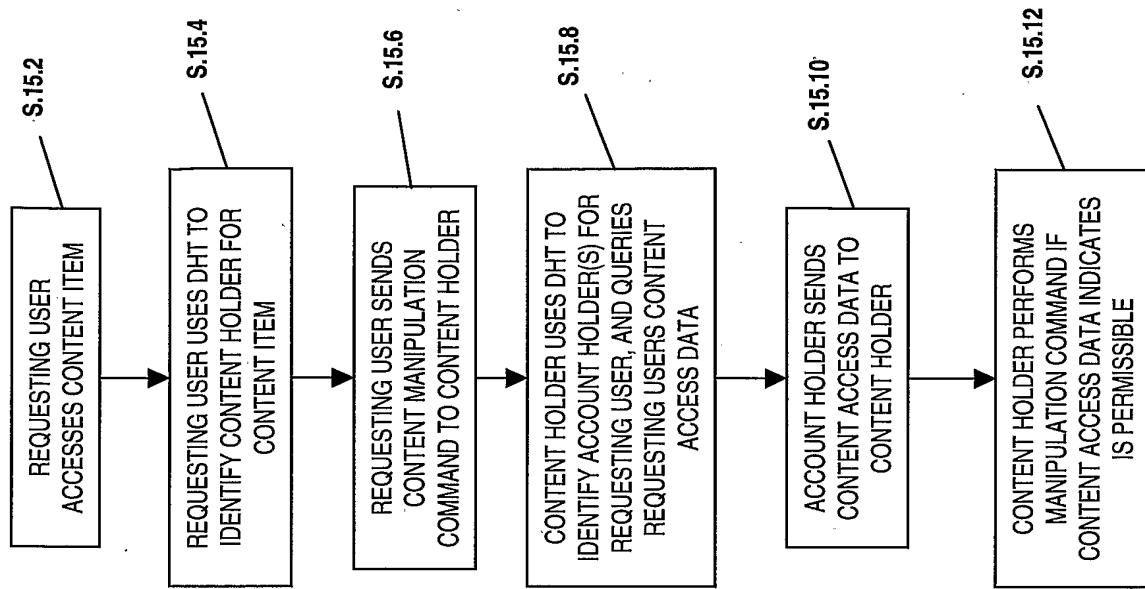 S.15.2
REQUESTING USER
ACCESSES CONTENT ITEM
S.15.4
REQUESTING USER USES DHT TO
IDENTIFY CONTENT HOLDER FOR
CONTENT ITEM
S.15.6
REQUESTING USER SENDS
CONTENT MANIPULATION
COMMAND TO CONTENT HOLDER
S.15.8
CONTENT HOLDER USES DHT TO
IDENTIFY ACCOUNT HOLDER(S) FOR
REQUESTING USER, AND QUERIES
REQUESTING USERS CONTENT
ACCESS DATA
S.15.10
ACCOUNT HOLDER SENDS
CONTENT ACCESS DATA TO
CONTENT HOLDER
S.15.12
CONTENT HOLDER PERFORMS
MANIPULATION COMMAND IF
CONTENT ACCESS DATA INDICATES
IS PERMISSIBLE